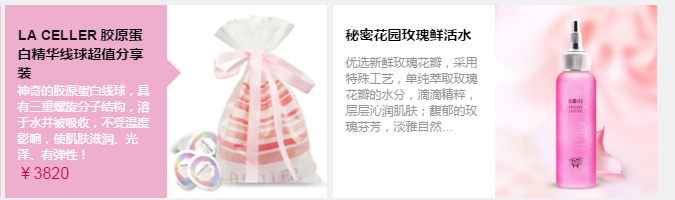 LA CELLER 胶原蛋
白精华线球超值分享
装
神奇的胶原蛋白线球，具
有三重螺旋分子结构，溶
于水并被吸收，不受温度
影响，使肌肤滋润、光
泽、有弹性！
￥3820
秘密花园玫瑰鲜活水
优选新鲜玫瑰花瓣，采用
特殊工艺，单纯萃取玫瑰
花瓣的水分，滴滴精粹，
层层沁润肌肤；馥郁的玫
瑰芬芳，淡雅自然...